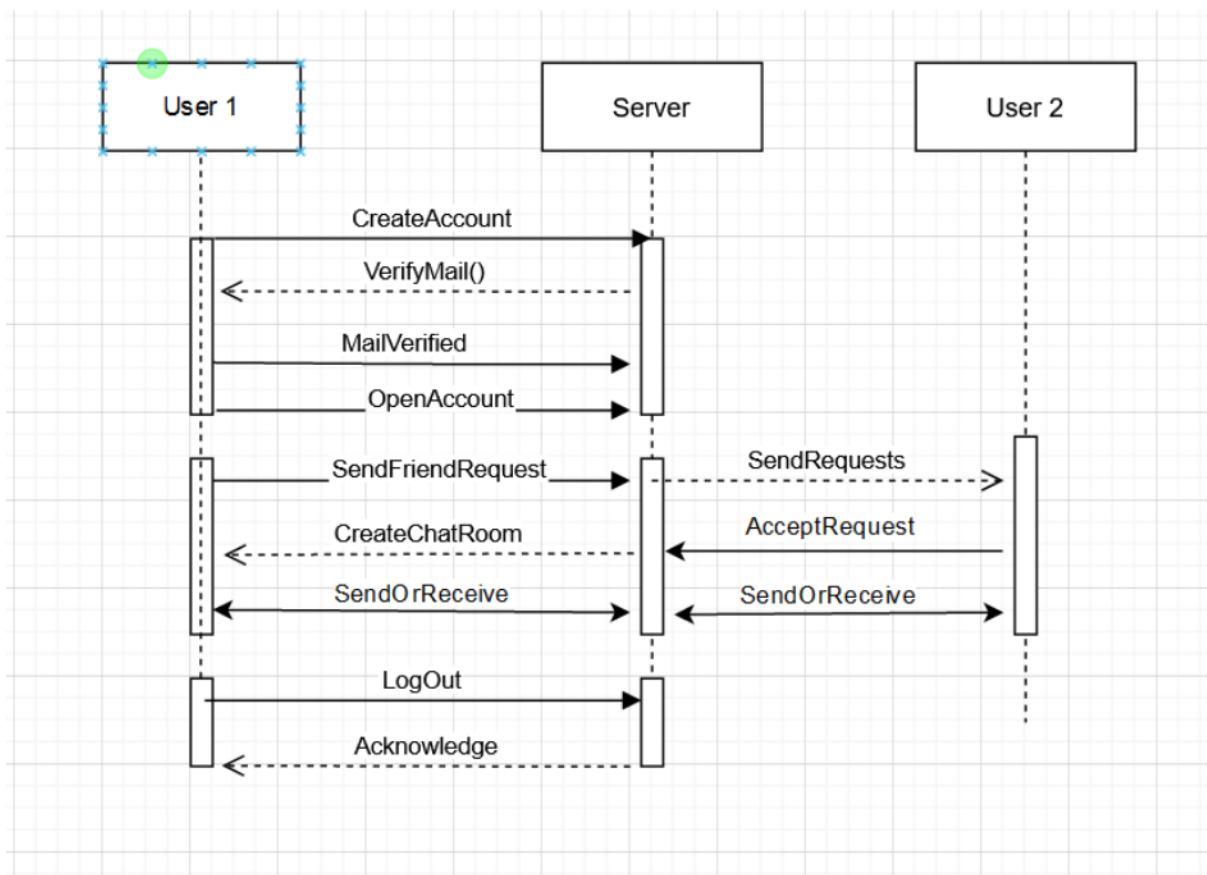 User 1
Server
User 2
CreateAccount
VerifyMail()
MailVerified
OpenAccount
SendFriendRequest
SendRequests
CreateChatRoom
AcceptRequest
SendOrReceive
SendOrReceive
LogOut
Acknowledge